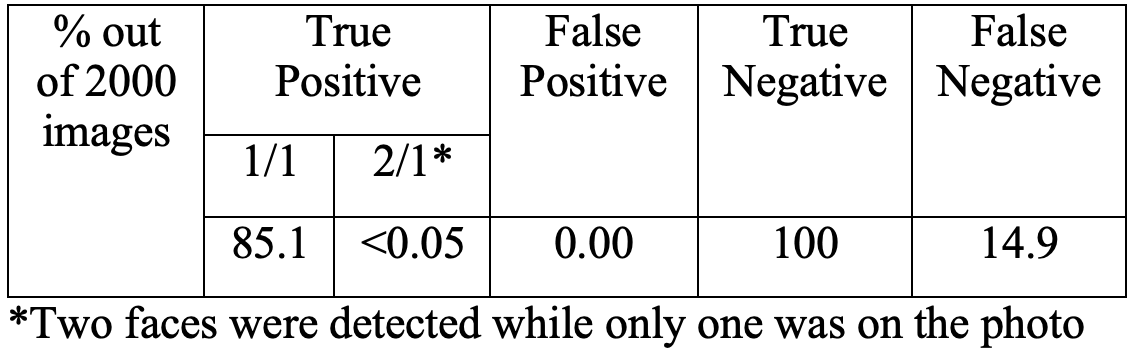 % out of 2000 images
True Positive
False Positive
True Negative
False Negative
1/1
2/1*
85.1
<0.05
0.00
100
14.9
*Two faces were detected while only one was on the photo